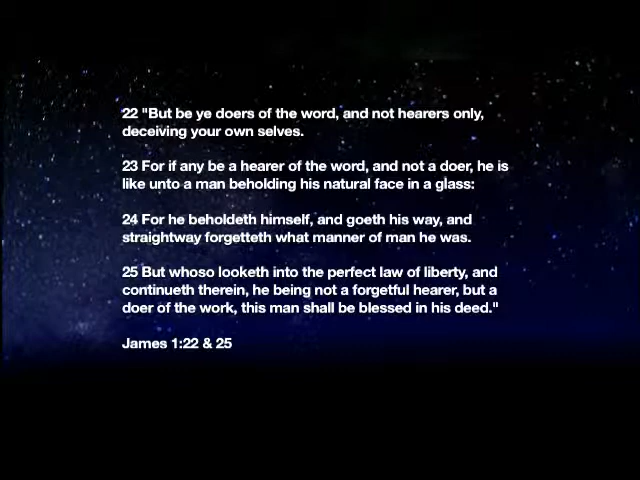 22 "But be ye doers of the word, and not hearers only,
deceiving your own selves.
23 For if any be a hearer of the word, and not a doer, he is
like unto a man beholding his natural face in a glass:
24 For he beholdeth himself, and goeth his way, and
straightway forgetteth what manner of man he was.
25 But whoso looketh into the perfect law of liberty, and
continueth therein, he being not a forgetful hearer, but a
doer of the work, this man shall be blessed in his deed."
James 1:22 & 25